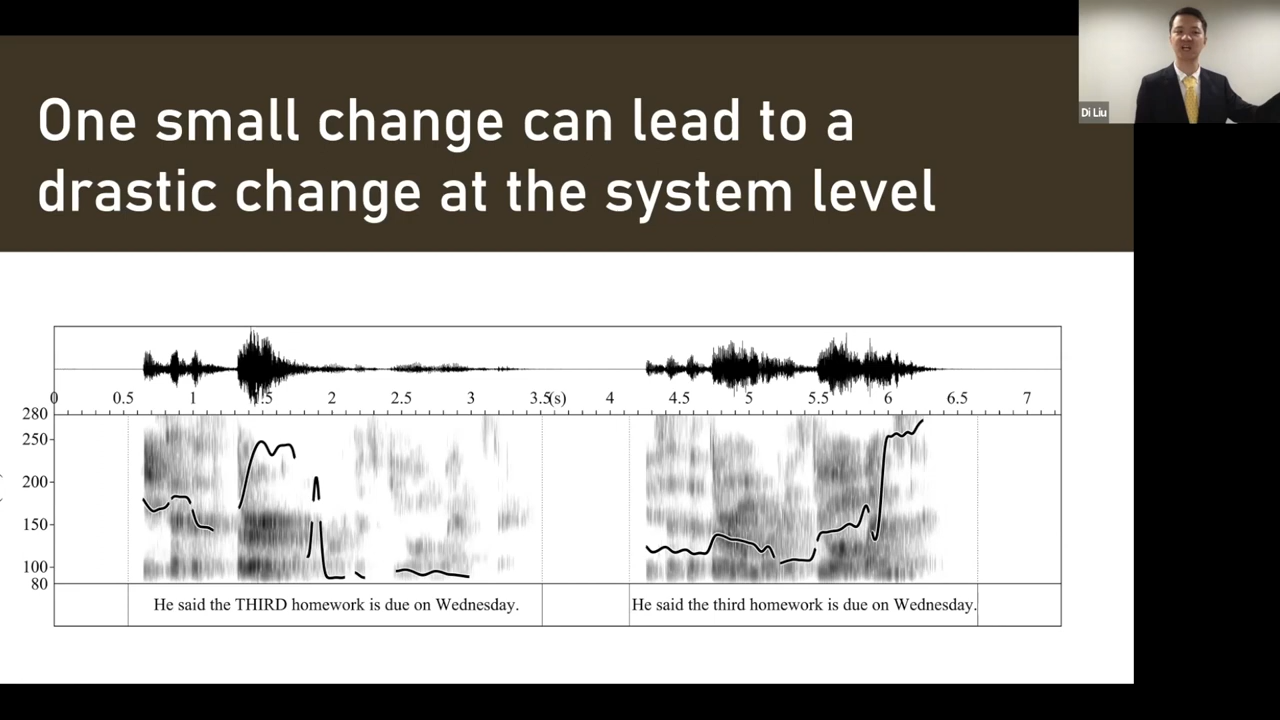 One small change can lead to a
drastic change at the system level
Di Liu
0 0.5 1 1.5 2 2.5 3 3.5(s) 4 4.5 5 5.5 6 6.5 7
280
250
200
150
100
80
He said the THIRD homework is due on Wednesday.
He said the third homework is due on Wednesday.